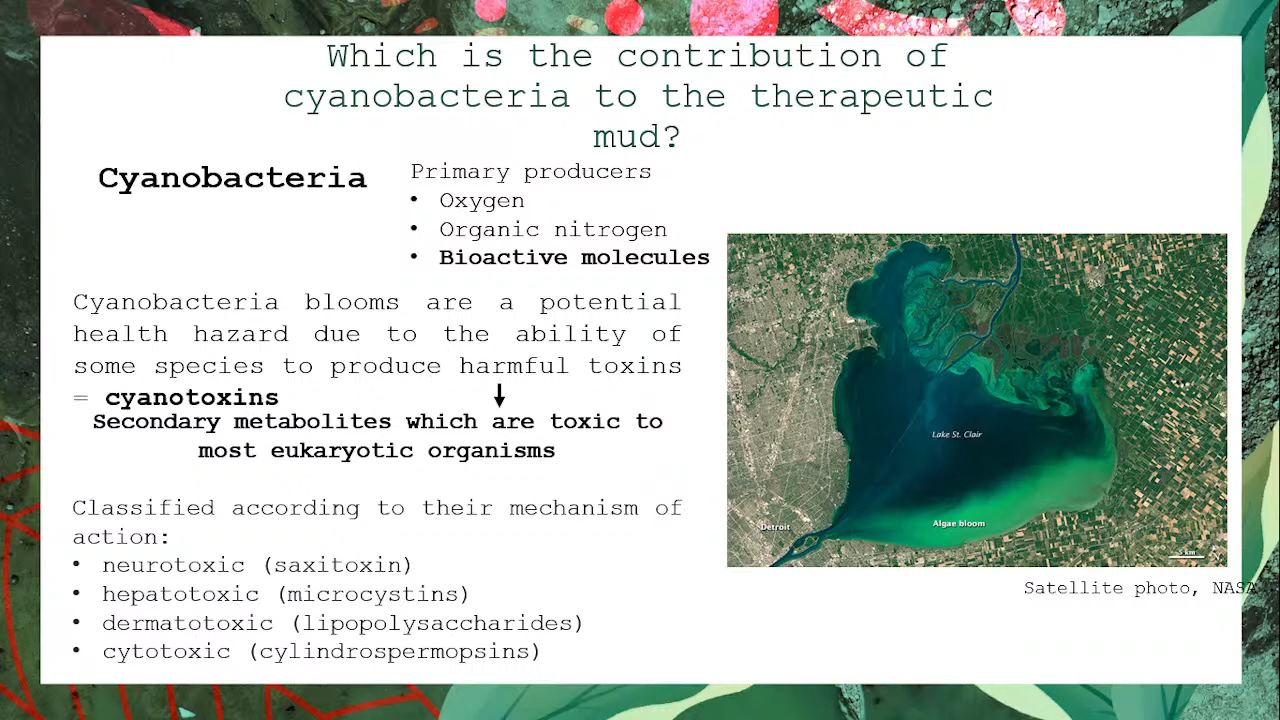 Which is the contribution of
cyanobacteria to the therapeutic
mud?
Cyanobacteria
Primary producers
• Oxygen
• Organic nitrogen
• Bioactive molecules
Cyanobacteria blooms are a potential
health hazard due to the ability of
some species to produce harmful toxins
= cyanotoxins
Secondary metabolites which are toxic to
most eukaryotic organisms
Classified according to their mechanism of
action:
• neurotoxic (saxitoxin)
• hepatotoxic (microcystins)
• dermatotoxic (lipopolysaccharides)
• cytotoxic (cylindrospermopsins)
Lake St. Clair
Detroit
Algae bloom
5 km
N
Satellite photo, NASA